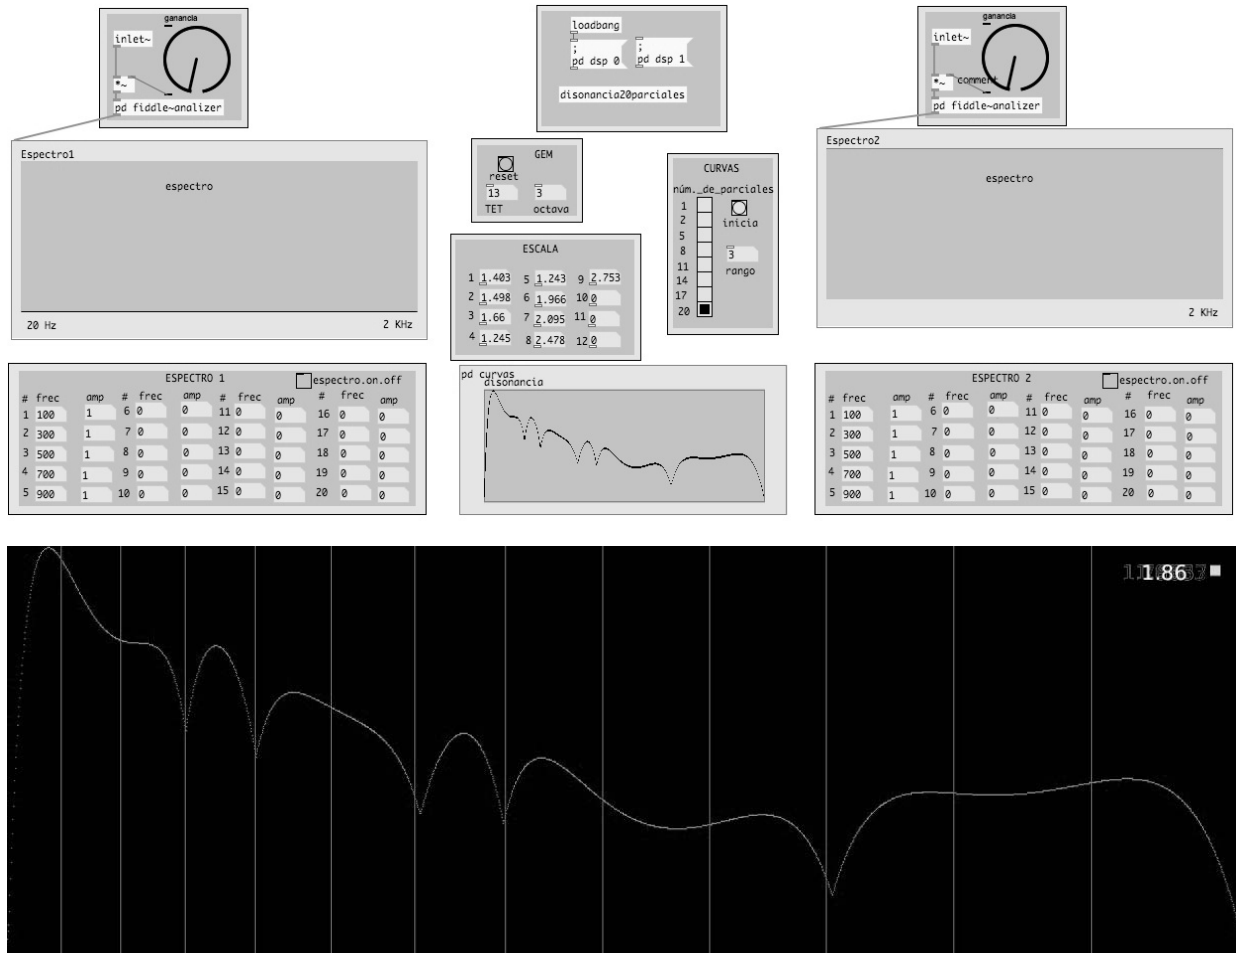 ganancia
inlet~
*~
pd fiddle~analizer
loadbang
;
pd dsp 0
;
pd dsp 1
disonancia20parciales
ganancia
inlet~
*~
comment
pd fiddle~analizer
Espectro1
espectro
20 Hz
2 KHz
GEM
reset
13
3
TET
octava
CURVAS
núm._de_parciales
1
2
5
8
11
14
17
20
inicia
3
rango
Espectro2
espectro
2 KHz
ESCALA
1 1.403 5 1.243 9 2.753
2 1.498 6 1.966 10 0
3 1.66 7 2.095 11 0
4 1.245 8 2.478 12 0
ESPECTRO 1
espectro.on.off
# frec amp # frec amp # frec amp # frec amp
1 100 1 6 0 0 11 0 0 16 0 0
2 300 1 7 0 0 12 0 0 17 0 0
3 500 1 8 0 0 13 0 0 18 0 0
4 700 1 9 0 0 14 0 0 19 0 0
5 900 1 10 0 0 15 0 0 20 0 0
pd curvas
disonancia
ESPECTRO 2
espectro.on.off
# frec amp # frec amp # frec amp # frec amp
1 100 1 6 0 0 11 0 0 16 0 0
2 300 1 7 0 0 12 0 0 17 0 0
3 500 1 8 0 0 13 0 0 18 0 0
4 700 1 9 0 0 14 0 0 19 0 0
5 900 1 10 0 0 15 0 0 20 0 0
1.86